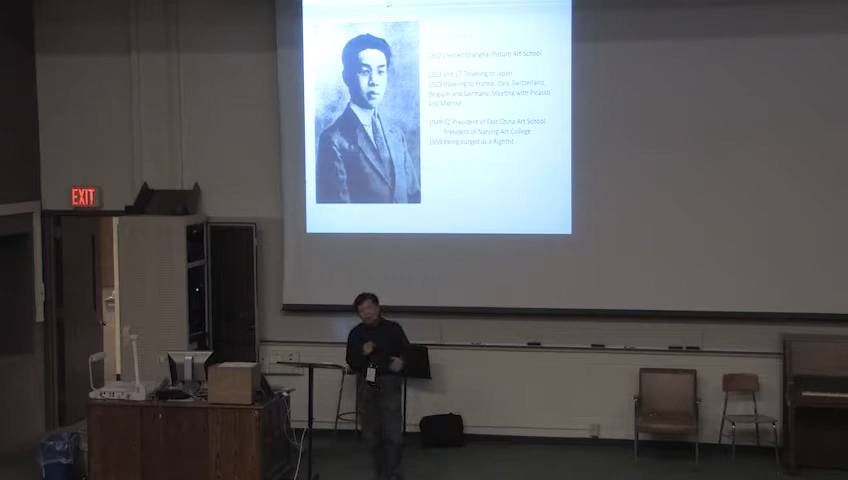 1912 created Shanghai Picture Art School
1919 and 27 Traveling to Japan
1929 traveling to France, Italy, Switzerland,
Belgium and Germany. Meeting with Picasso
and Matisse
1949-52 President of East China Art School
President of Nanjing Art College
1959 being purged as a Rightist
EXIT